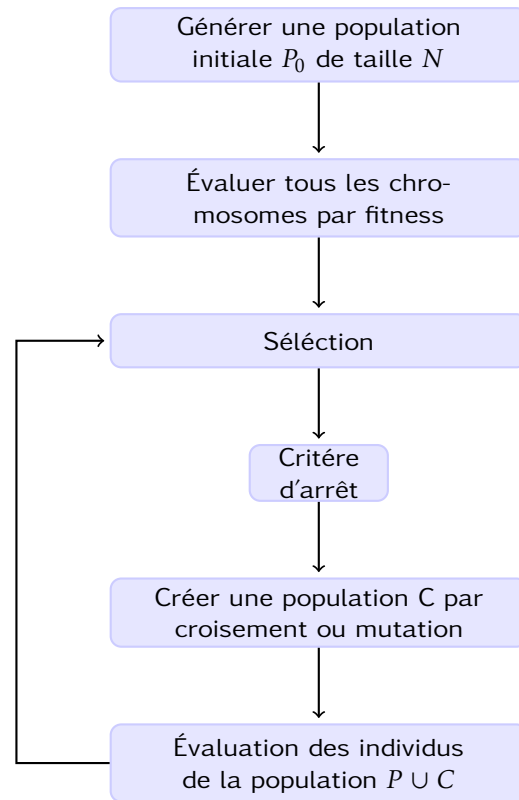 Générer une population
initiale P₀ de taille N
Évaluer tous les chro-
mosomes par fitness
Séléction
Critére
d'arrêt
Créer une population C par
croisement ou mutation
Évaluation des individus
de la population P ∪ C